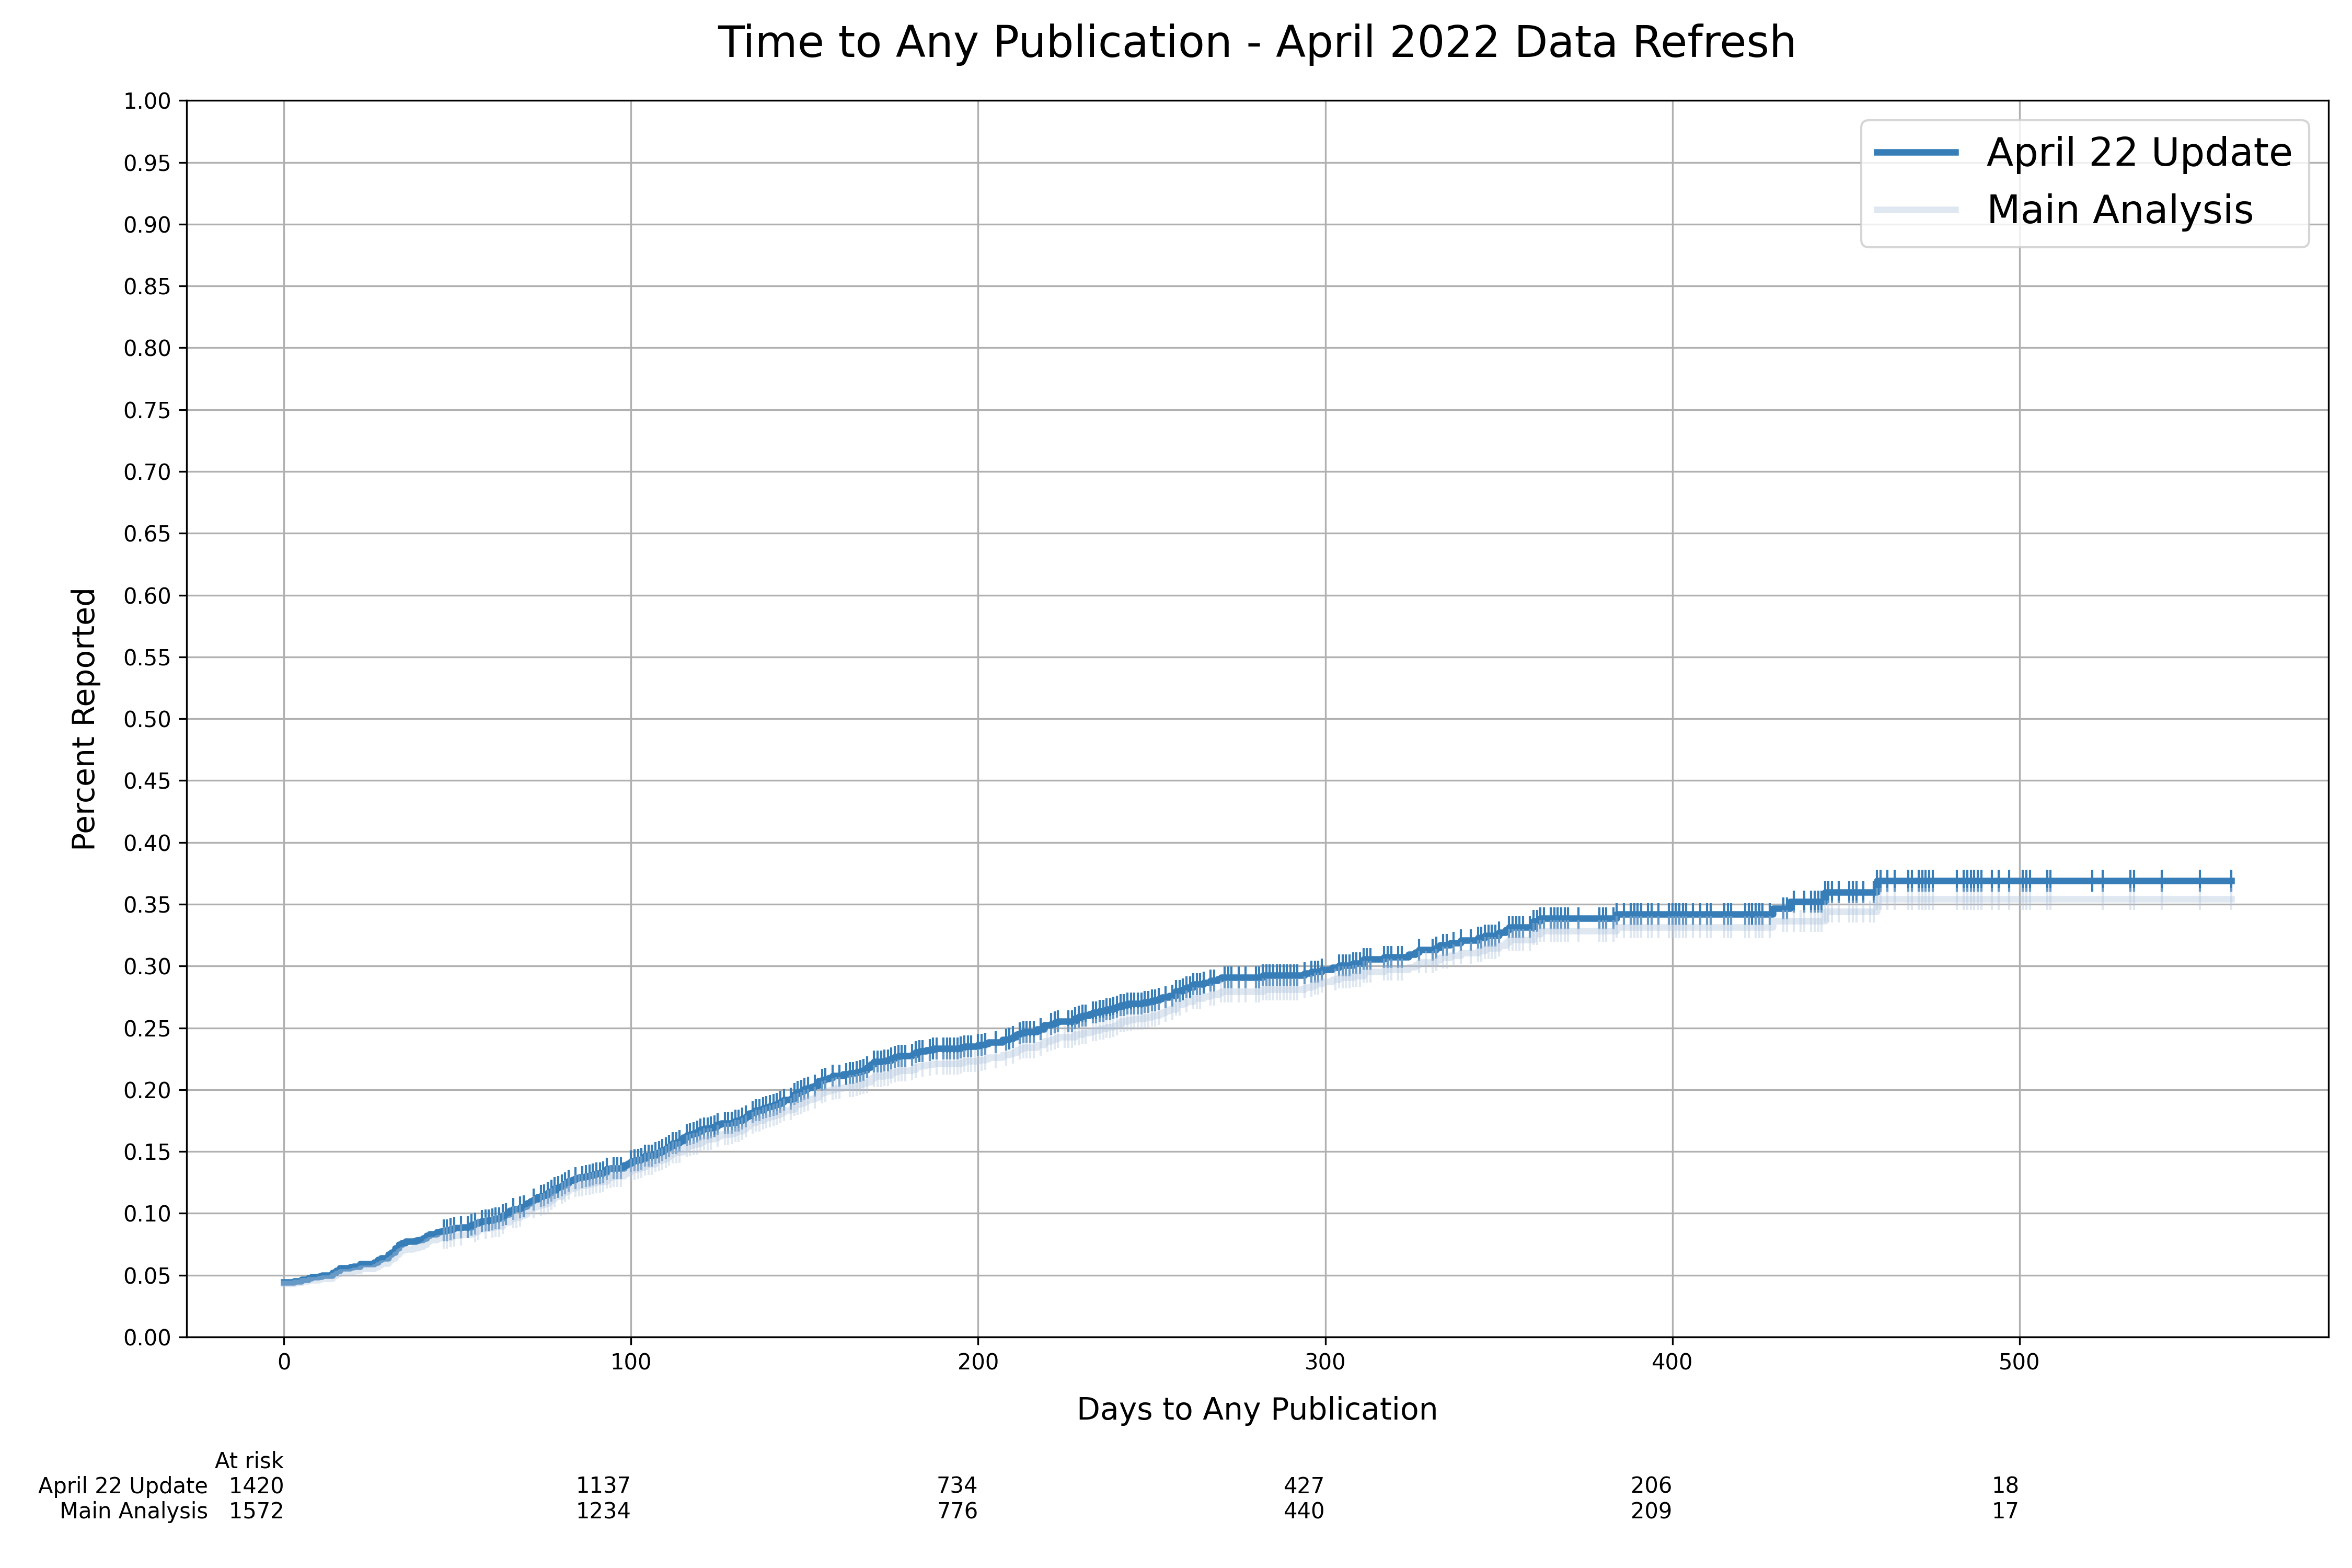 Time to Any Publication - April 2022 Data Refresh
1.00
0.95
0.90
0.85
0.80
0.75
0.70
0.65
0.60
0.55
0.50
0.45
0.40
0.35
0.30
0.25
0.20
0.15
0.10
0.05
0.00
Percent Reported
April 22 Update
Main Analysis
0 100 200 300 400 500
Days to Any Publication
At risk
April 22 Update 1420 1137 734 427 206 18
Main Analysis 1572 1234 776 440 209 17